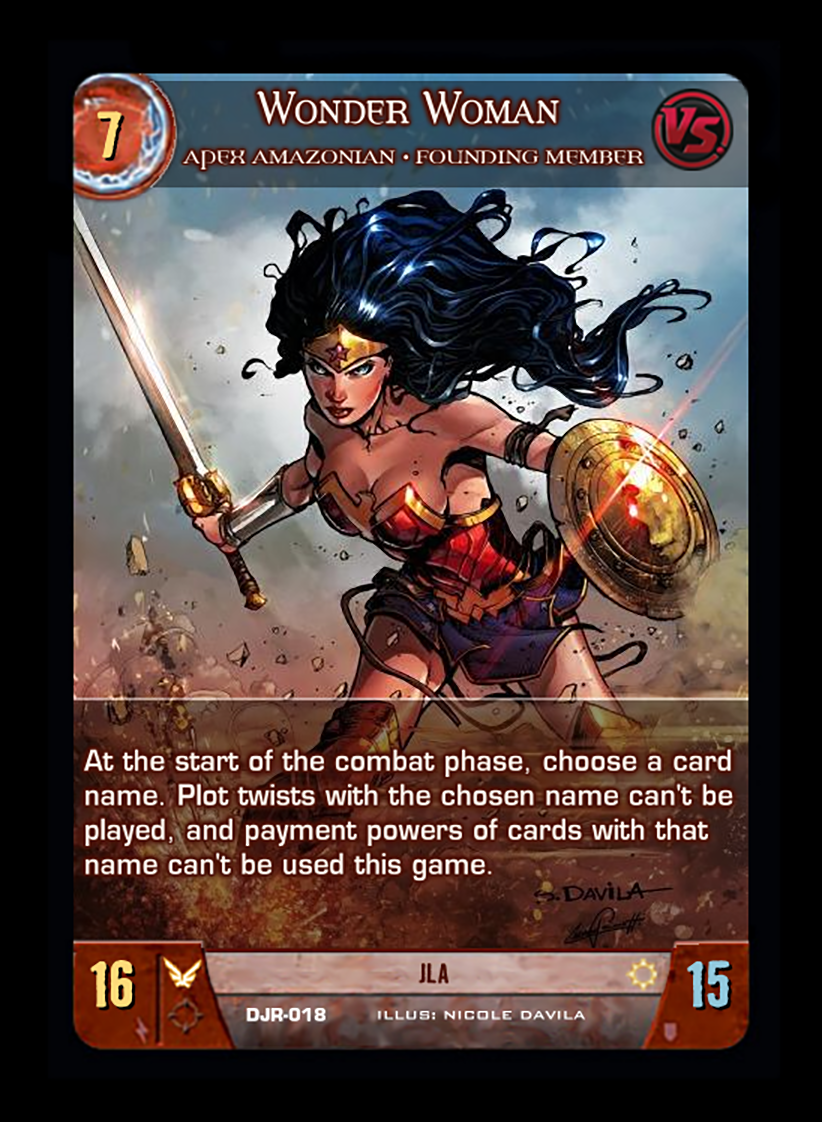 7
Wonder Woman
Apex Amazonian • Founding Member
VS.
At the start of the combat phase, choose a card
name. Plot twists with the chosen name can't be
played, and payment powers of cards with that
name can't be used this game.
S. DAVILA
16
JLA
15
DJR-018
ILLUS: NICOLE DAVILA